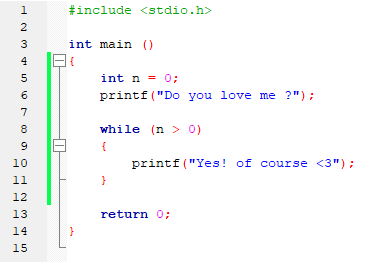 1 #include <stdio.h>
2
3 int main ()
4 {
5 int n = 0;
6 printf("Do you love me ?");
7
8 while (n > 0)
9 {
10 printf("Yes! of course <3");
11 }
12
13 return 0;
14 }
15